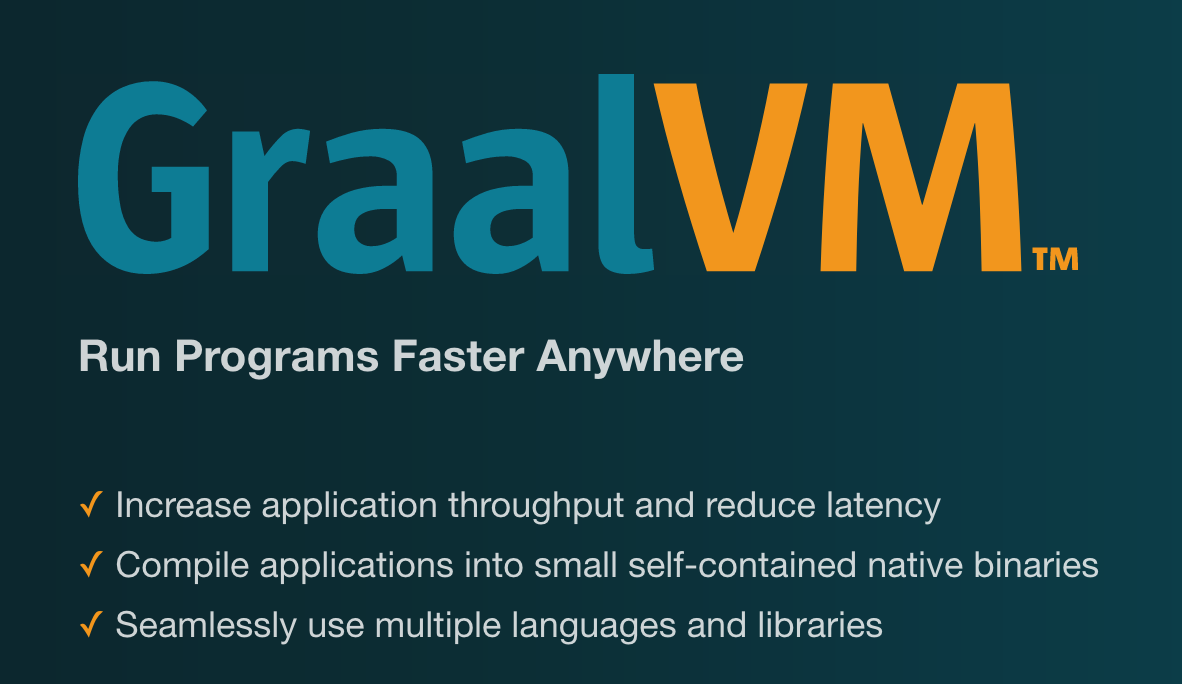 GraalVM™
Run Programs Faster Anywhere
✓ Increase application throughput and reduce latency
✓ Compile applications into small self-contained native binaries
✓ Seamlessly use multiple languages and libraries